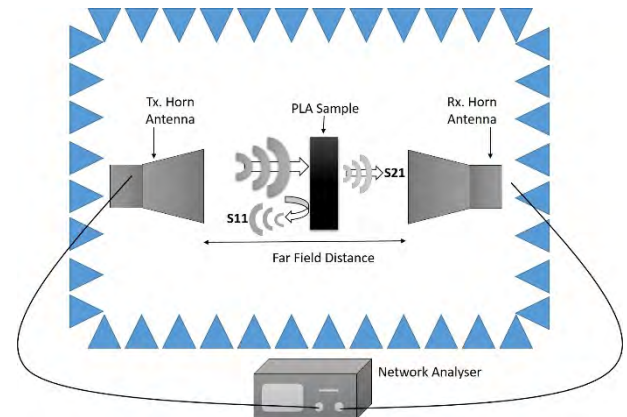 Tx. Horn
Antenna
PLA Sample
Rx. Horn
Antenna
S21
S11
Far Field Distance
Network Analyser